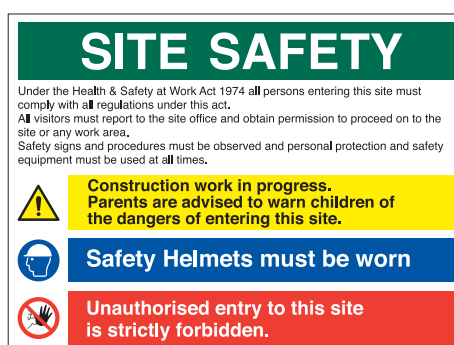 SITE SAFETY
Under the Health & Safety at Work Act 1974 all persons entering this site must
comply with all regulations under this act.
All visitors must report to the site office and obtain permission to proceed on to the
site or any work area.
Safety signs and procedures must be observed and personal protection and safety
equipment must be used at all times.
Construction work in progress.
Parents are advised to warn children of
the dangers of entering this site.
Safety Helmets must be worn
Unauthorised entry to this site
is strictly forbidden.